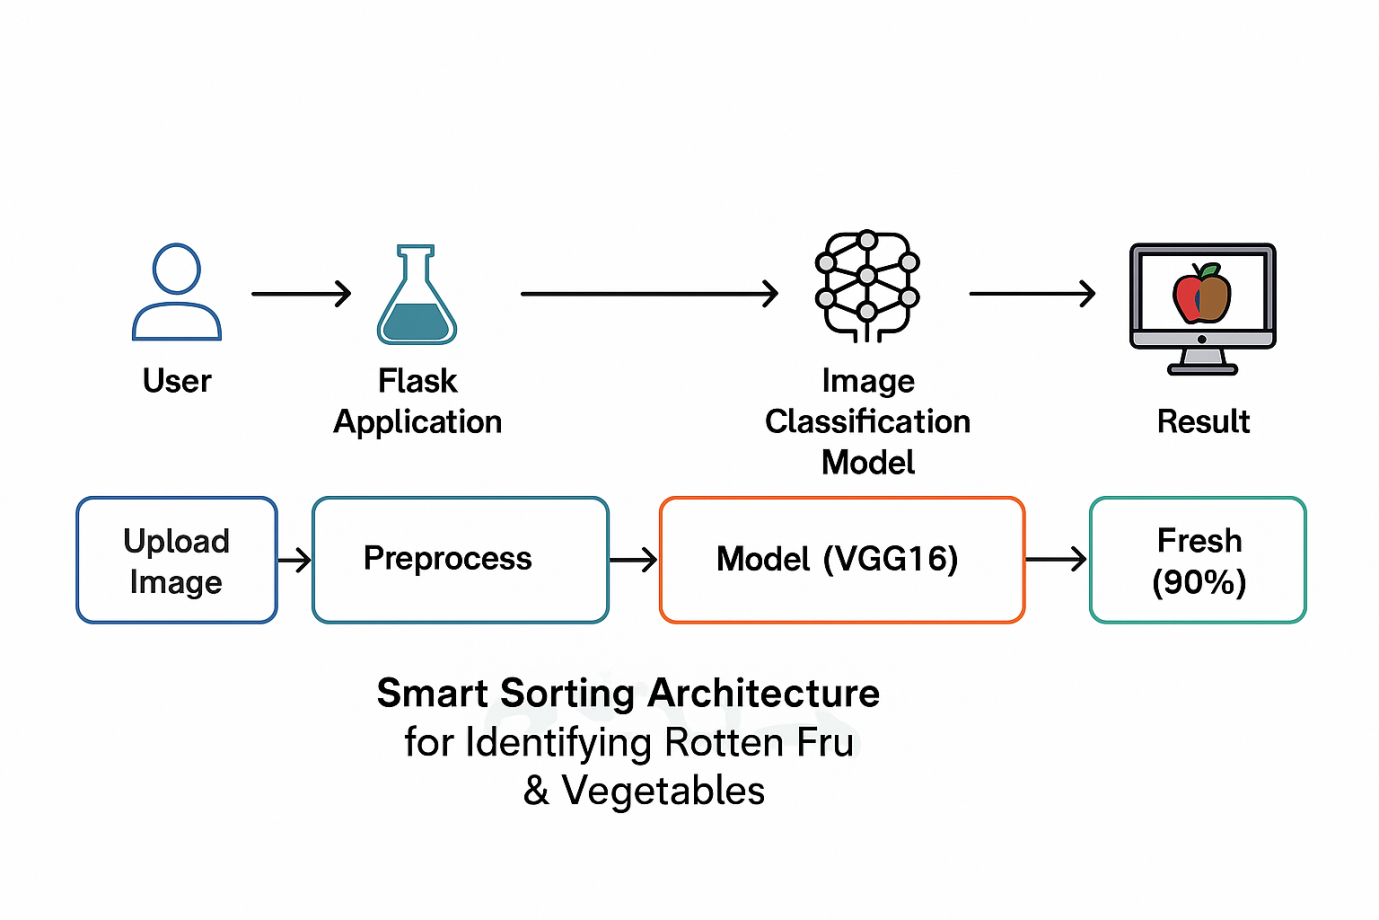 User
Flask
Application
Image
Classification
Model
Result
Upload
Image
Preprocess
Model (VGG16)
Fresh
(90%)
Smart Sorting Architecture
for Identifying Rotten Fru
& Vegetables